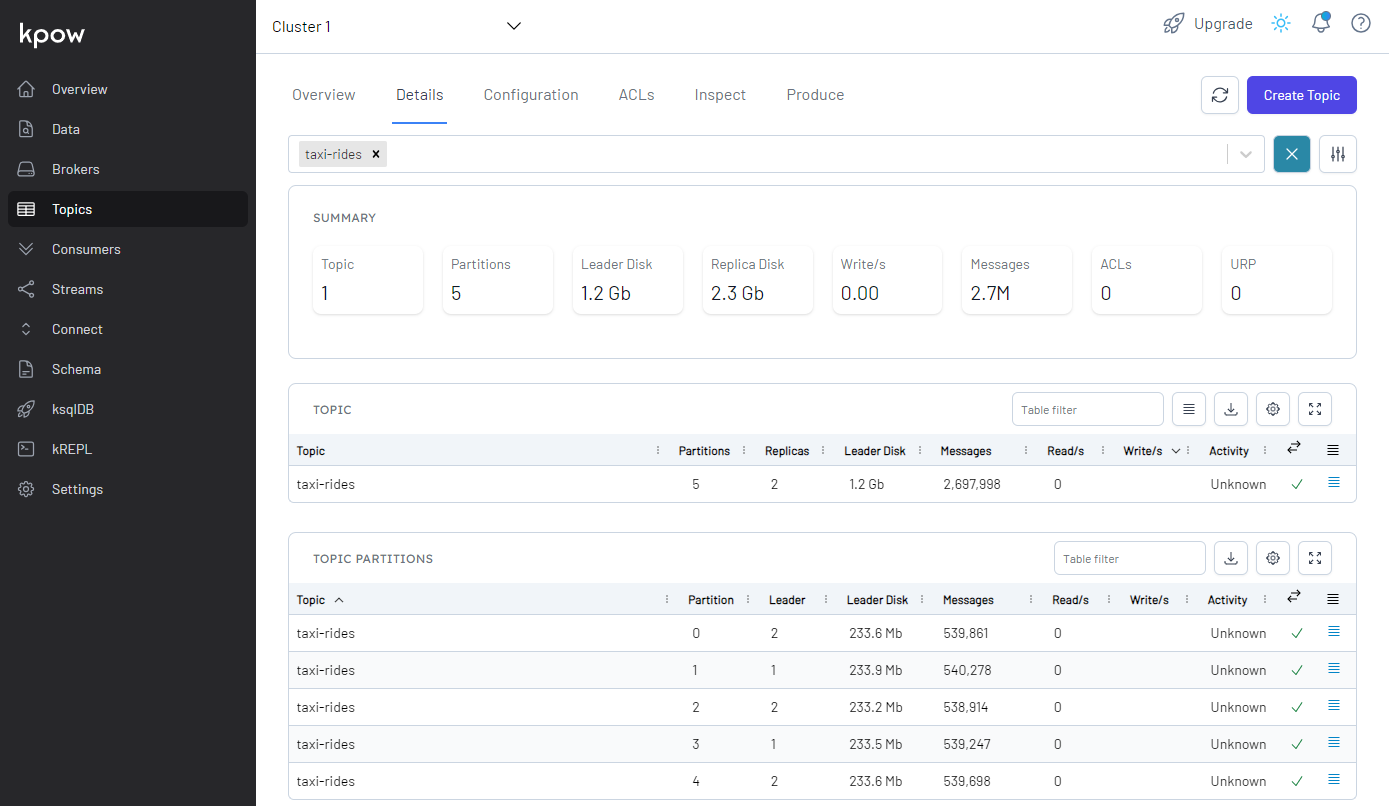 kpow
Cluster 1
Upgrade
Overview
Data
Brokers
Topics
Consumers
Streams
Connect
Schema
ksqlDB
kREPL
Settings
Overview Details Configuration ACLs Inspect Produce
Create Topic
taxi-rides
SUMMARY
Topic Partitions Leader Disk Replica Disk Write/s Messages ACLs URP
1 5 1.2 Gb 2.3 Gb 0.00 2.7M 0 0
TOPIC
Table filter
Topic Partitions Replicas Leader Disk Messages Read/s Write/s Activity
taxi-rides 5 2 1.2 Gb 2,697,998 0 Unknown
TOPIC PARTITIONS
Table filter
Topic Partition Leader Leader Disk Messages Read/s Write/s Activity
taxi-rides 0 2 233.6 Mb 539,861 0 Unknown
taxi-rides 1 1 233.9 Mb 540,278 0 Unknown
taxi-rides 2 2 233.2 Mb 538,914 0 Unknown
taxi-rides 3 1 233.5 Mb 539,247 0 Unknown
taxi-rides 4 2 233.6 Mb 539,698 0 Unknown